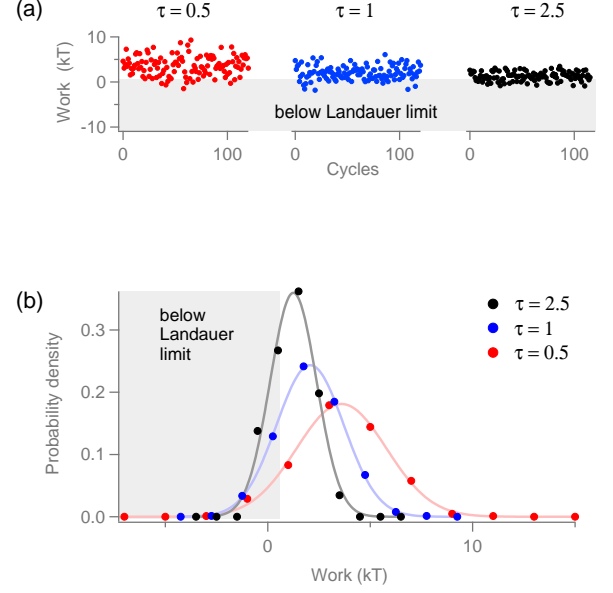 (a)
τ = 0.5
τ = 1
τ = 2.5
10
0
-10
Work (kT)
below Landauer limit
0
100
0
100
0
100
Cycles
(b)
below
Landauer
limit
τ = 2.5
τ = 1
τ = 0.5
0.3
0.2
0.1
0.0
Probability density
0
10
Work (kT)